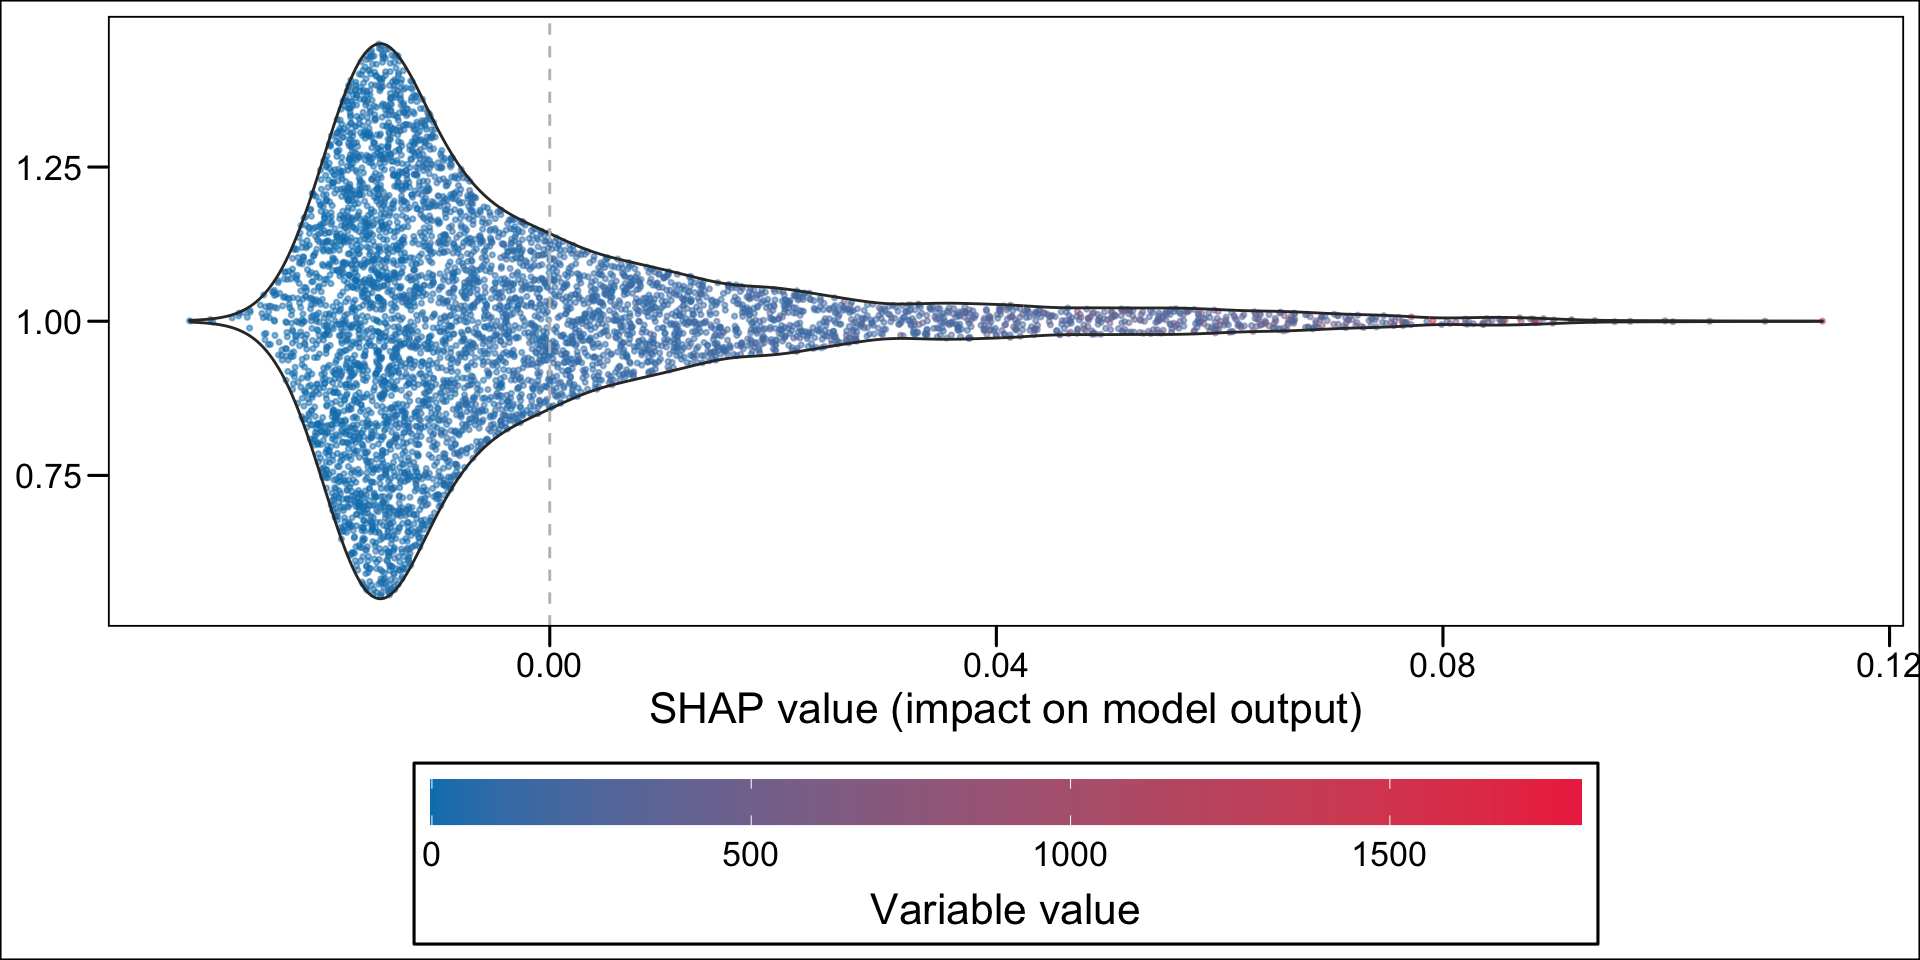 1.25
1.00
0.75
0.00 0.04 0.08 0.12
SHAP value (impact on model output)
0 500 1000 1500
Variable value